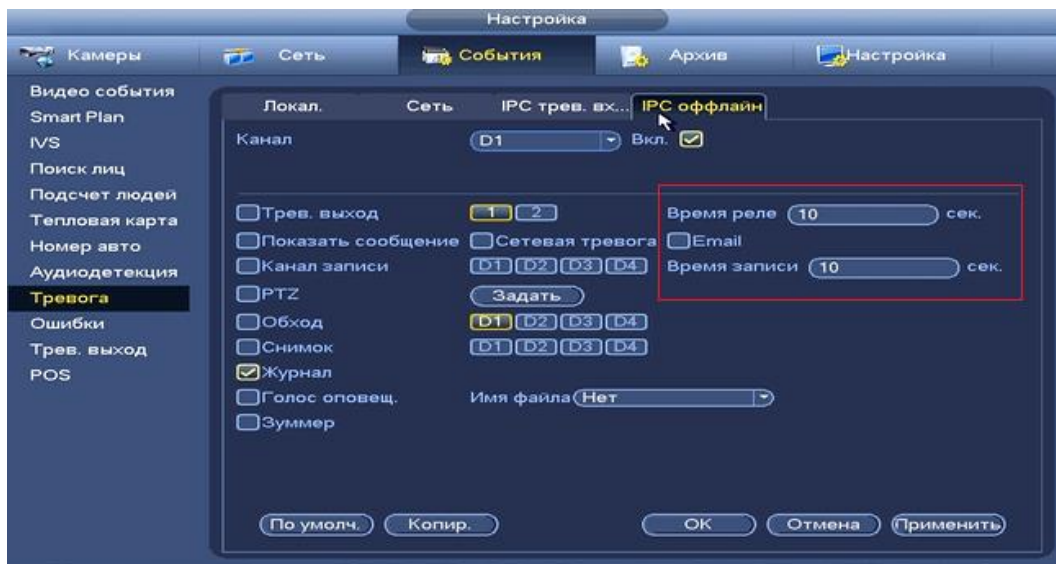 Настройка
Камеры Сеть События Архив Настройка
Видео события
Smart Plan
IVS
Поиск лиц
Подсчет людей
Тепловая карта
Номер авто
Аудиодетекция
Тревога
Ошибки
Трев. выход
POS
Локал. Сеть IPC трев. вх... IPC оффлайн
Канал D1 Вкл.
Трев. выход 1 2 Время реле 10 сек.
Показать сообщение Сетевая тревога Email
Канал записи D1 D2 D3 D4 Время записи 10 сек.
PTZ Задать
Обход D1 D2 D3 D4
Снимок D1 D2 D3 D4
Журнал
Голос оповещ. Имя файла Нет
Зуммер
По умолч. Копир. OK Отмена Применить